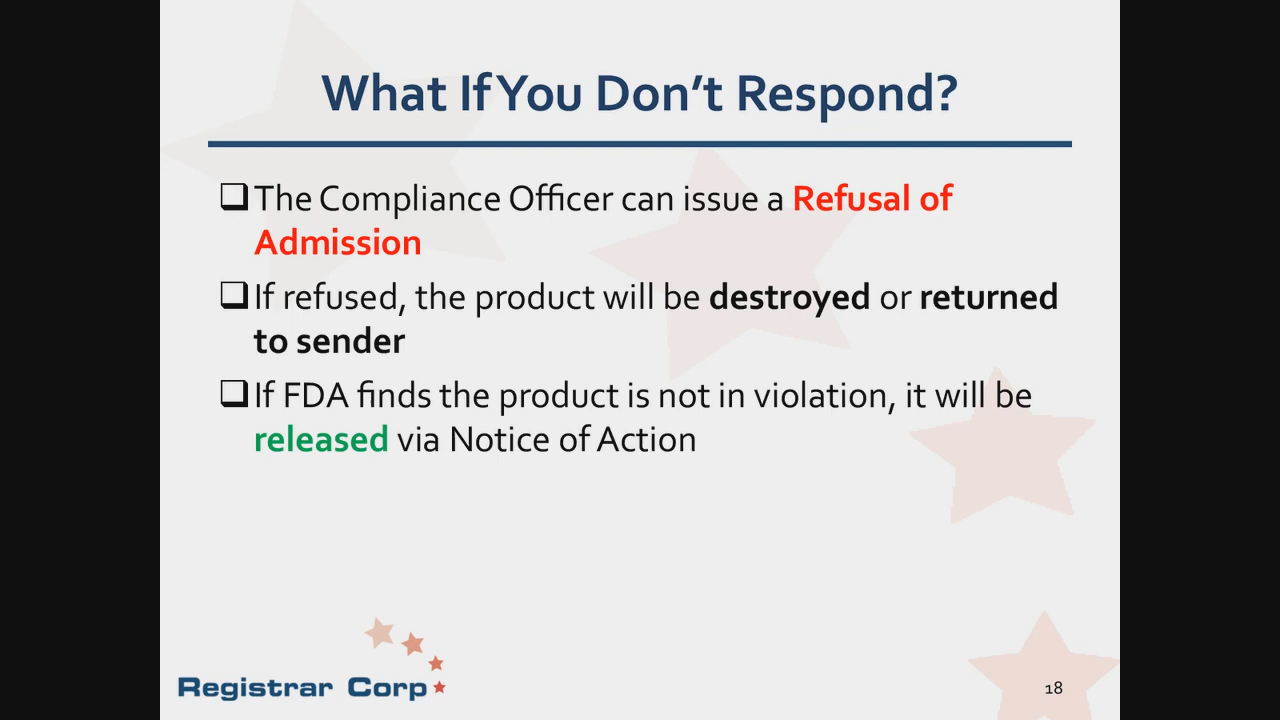 What If You Don't Respond?
The Compliance Officer can issue a Refusal of
Admission
If refused, the product will be destroyed or returned
to sender
If FDA finds the product is not in violation, it will be
released via Notice of Action
Registrar Corp
18